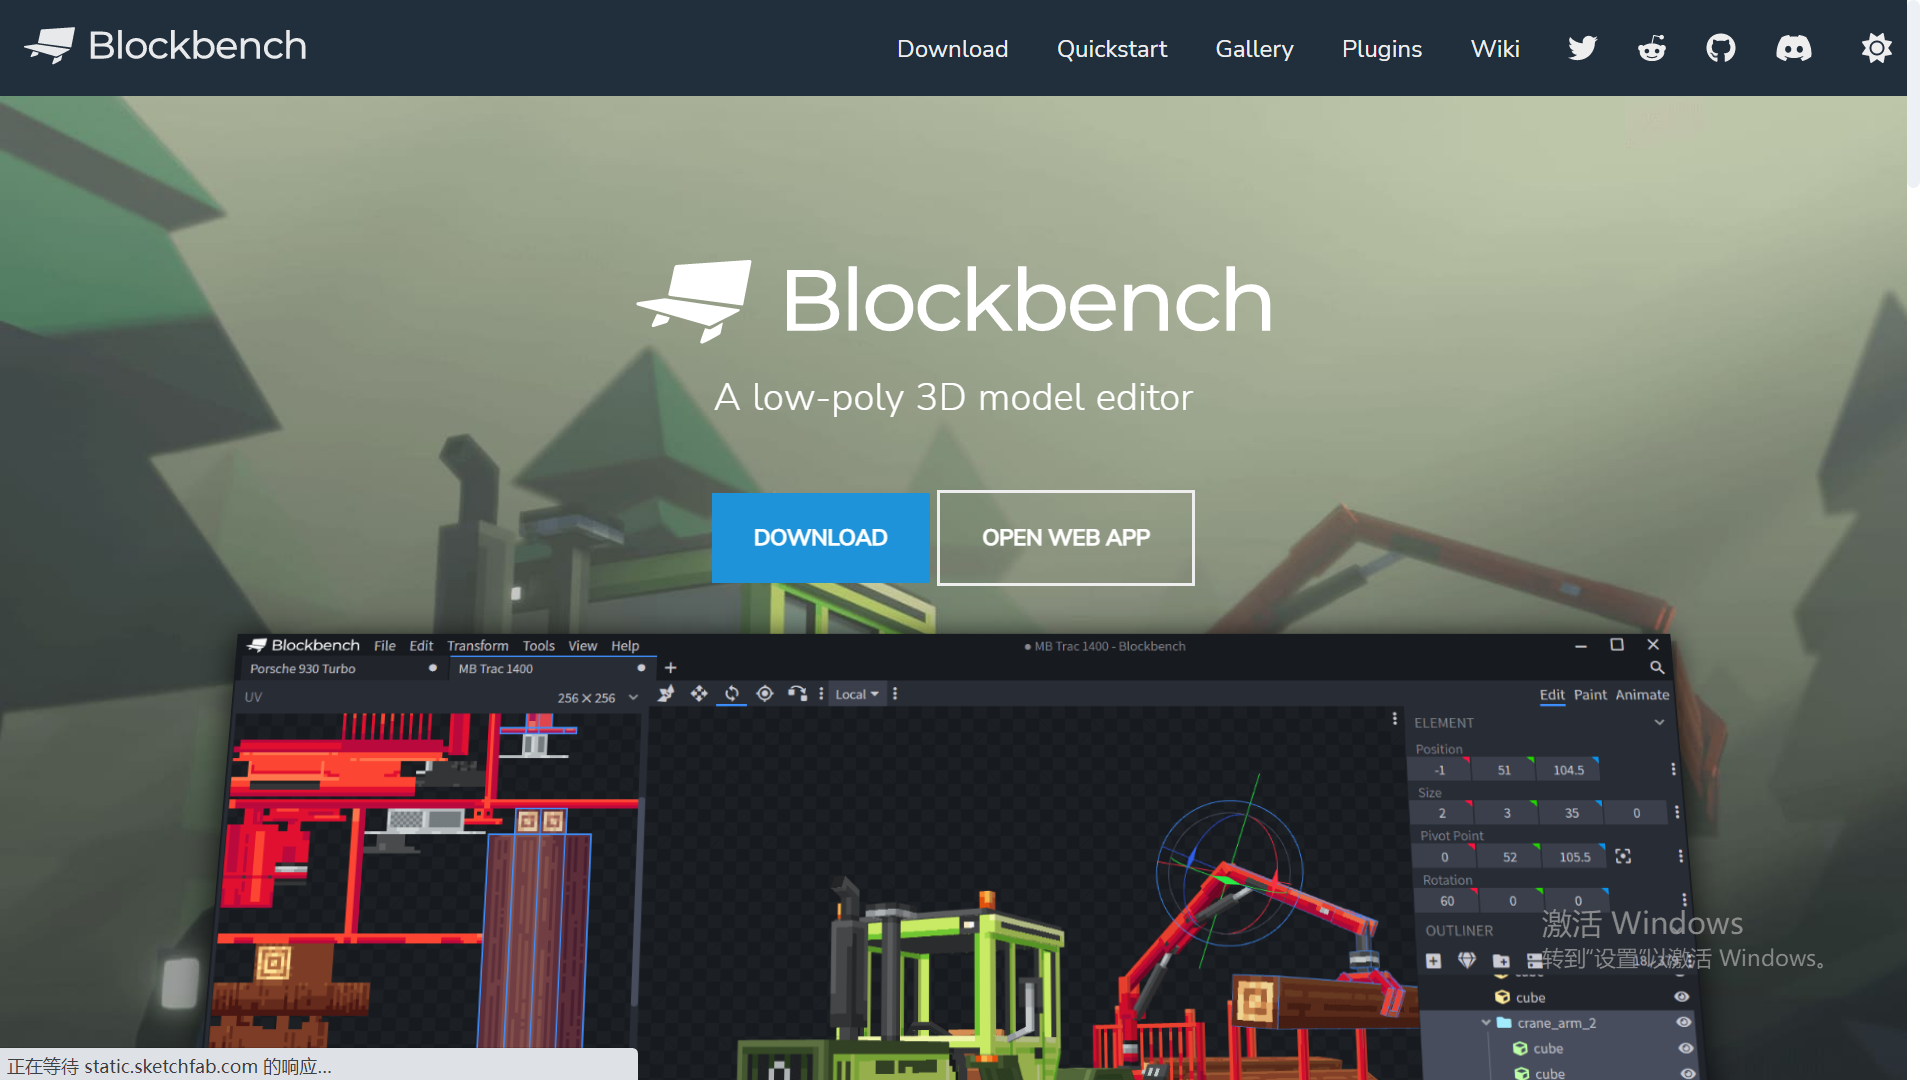 Blockbench
Download
Quickstart
Gallery
Plugins
Wiki
Blockbench
A low-poly 3D model editor
DOWNLOAD
OPEN WEB APP
Blockbench File Edit Transform Tools View Help
MB Trac 1400 - Blockbench
Porsche 930 Turbo
MB Trac 1400
UV
256 × 256
Local
Edit Paint Animate
ELEMENT
Position
-1 51 104.5
Size
2 3 35 0
Pivot Point
0 52 105.5
Rotation
60 0 0
OUTLINER
激活 Windows
转到“设置”以激活 Windows。
cube
crane_arm_2
cube
cube
正在等待 static.sketchfab.com 的响应...